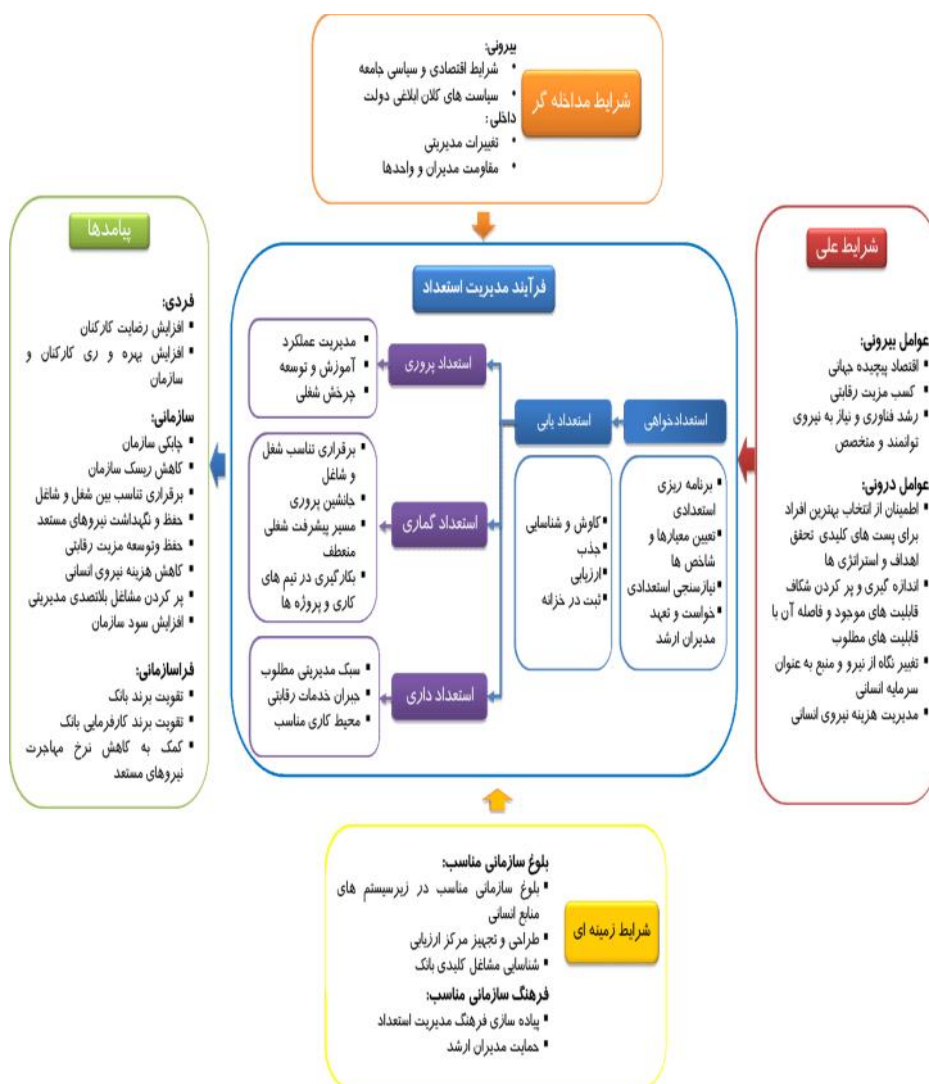 بیرونی:
شرایط اقتصادی و سیاسی جامعه
سیاست های کلان ابلاغی دولت
داخلی:
تغییرات مدیریتی
مقاومت مدیران و واحدها
شرایط مداخله گر
شرایط علی
عوامل بیرونی:
اقتصاد پیچیده جهانی
کسب مزیت رقابتی
رشد فناوری و نیاز به نیروی
توانمند و متخصص
عوامل درونی:
اطمینان از انتخاب بهترین افراد
برای پست های کلیدی تحقق
اهداف و استراتژی ها
اندازه گیری و پر کردن شکاف
قابلیت های موجود و فاصله آن با
قابلیت های مطلوب
تغییر نگاه از نیرو و منبع به عنوان
سرمایه انسانی
مدیریت هزینه نیروی انسانی
فرآیند مدیریت استعداد
استعدادخواهی
برنامه ریزی
استعدادی
تعیین معیارها و
شاخص ها
نیازسنجی استعدادی
خواست و تعهد
مدیران ارشد
استعداد یابی
کاوش و شناسایی
جذب
ارزیابی
ثبت در خزانه
استعداد پروری
مدیریت عملکرد
آموزش و توسعه
چرخش شغلی
استعداد گماری
برقراری تناسب شغل
و شاغل
جانشین پروری
مسیر پیشرفت شغلی
منعطف
بکارگیری در تیم های
کاری و پروژه ها
استعداد داری
سبک مدیریتی مطلوب
جبران خدمات رقابتی
محیط کاری مناسب
پیامدها
فردی:
افزایش رضایت کارکنان
افزایش بهره و ری کارکنان و
سازمان
سازمانی:
چابکی سازمان
کاهش ریسک سازمان
برقراری تناسب بین شغل و شاغل
حفظ و نگهداشت نیروهای مستعد
حفظ وتوسعه مزیت رقابتی
کاهش هزینه نیروی انسانی
پر کردن مشاغل بلاتصدی مدیریتی
افزایش سود سازمان
فراسازمانی:
تقویت برند بانک
تقویت برند کارفرمایی بانک
کمک به کاهش نرخ مهاجرت
نیروهای مستعد
شرایط زمینه ای
بلوغ سازمانی مناسب:
بلوغ سازمانی مناسب در زیرسیستم های
منابع انسانی
طراحی و تجهیز مرکز ارزیابی
شناسایی مشاغل کلیدی بانک
فرهنگ سازمانی مناسب:
پیاده سازی فرهنگ مدیریت استعداد
حمایت مدیران ارشد